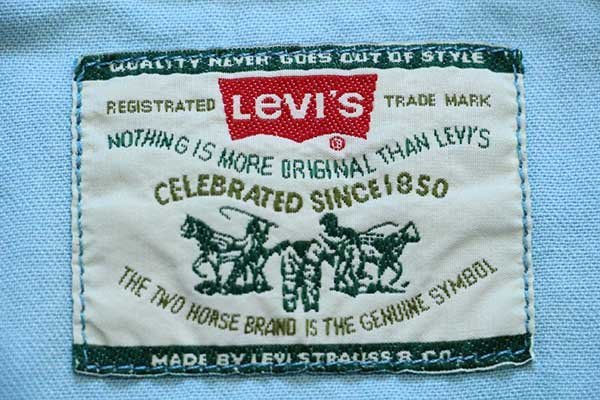 QUALITY NEVER GOES OUT OF STYLE
REGISTRATED LEVI'S TRADE MARK
®
NOTHING IS MORE ORIGINAL THAN LEVI'S
CELEBRATED SINCE 1850
THE TWO HORSE BRAND IS THE GENUINE SYMBOL
MADE BY LEVI STRAUSS & CO